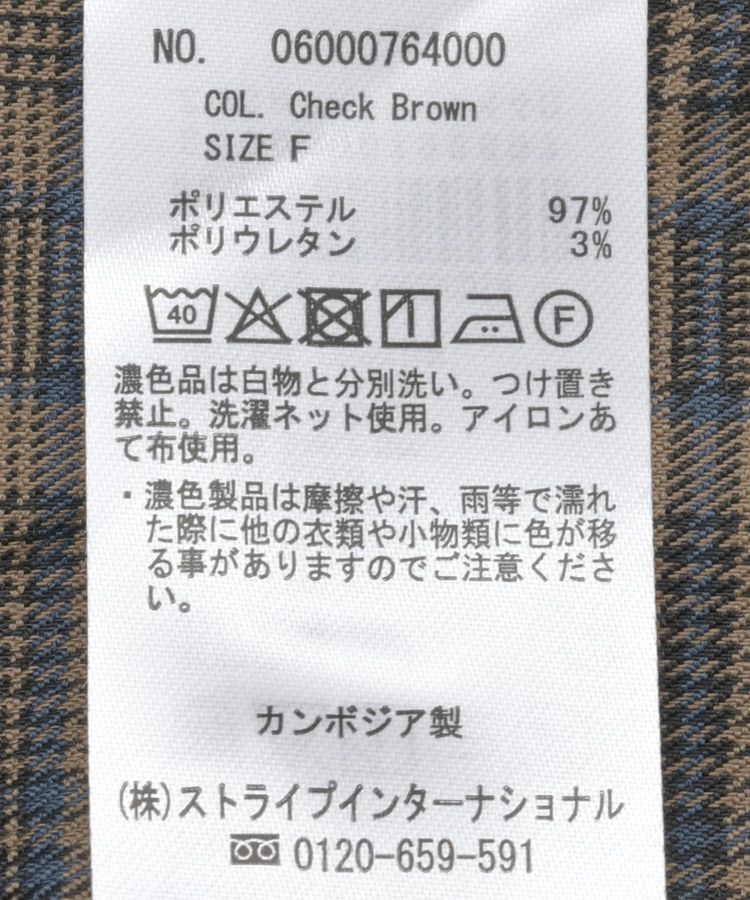 NO. 06000764000
COL. Check Brown
SIZE F
ポリエステル 97%
ポリウレタン 3%
40 F
濃色品は白物と分別洗い。つけ置き
禁止。洗濯ネット使用。アイロンあ
て布使用。
・濃色製品は摩擦や汗、雨等で濡れ
た際に他の衣類や小物類に色が移
る事がありますのでご注意くださ
い。
カンボジア製
(株)ストライプインターナショナル
0120-659-591